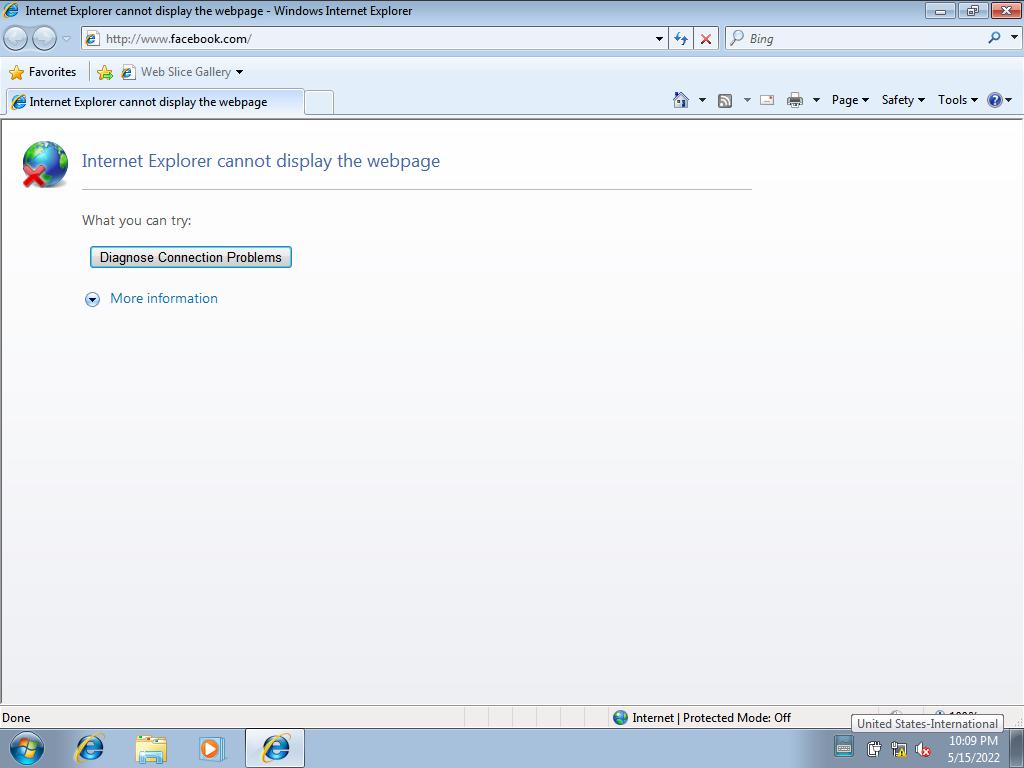 Internet Explorer cannot display the webpage - Windows Internet Explorer
http://www.facebook.com/
Bing
Favorites
Web Slice Gallery
Internet Explorer cannot display the webpage
Page
Safety
Tools
Internet Explorer cannot display the webpage
What you can try:
Diagnose Connection Problems
More information
Done
Internet | Protected Mode: Off
United States-International
10:09 PM
5/15/2022